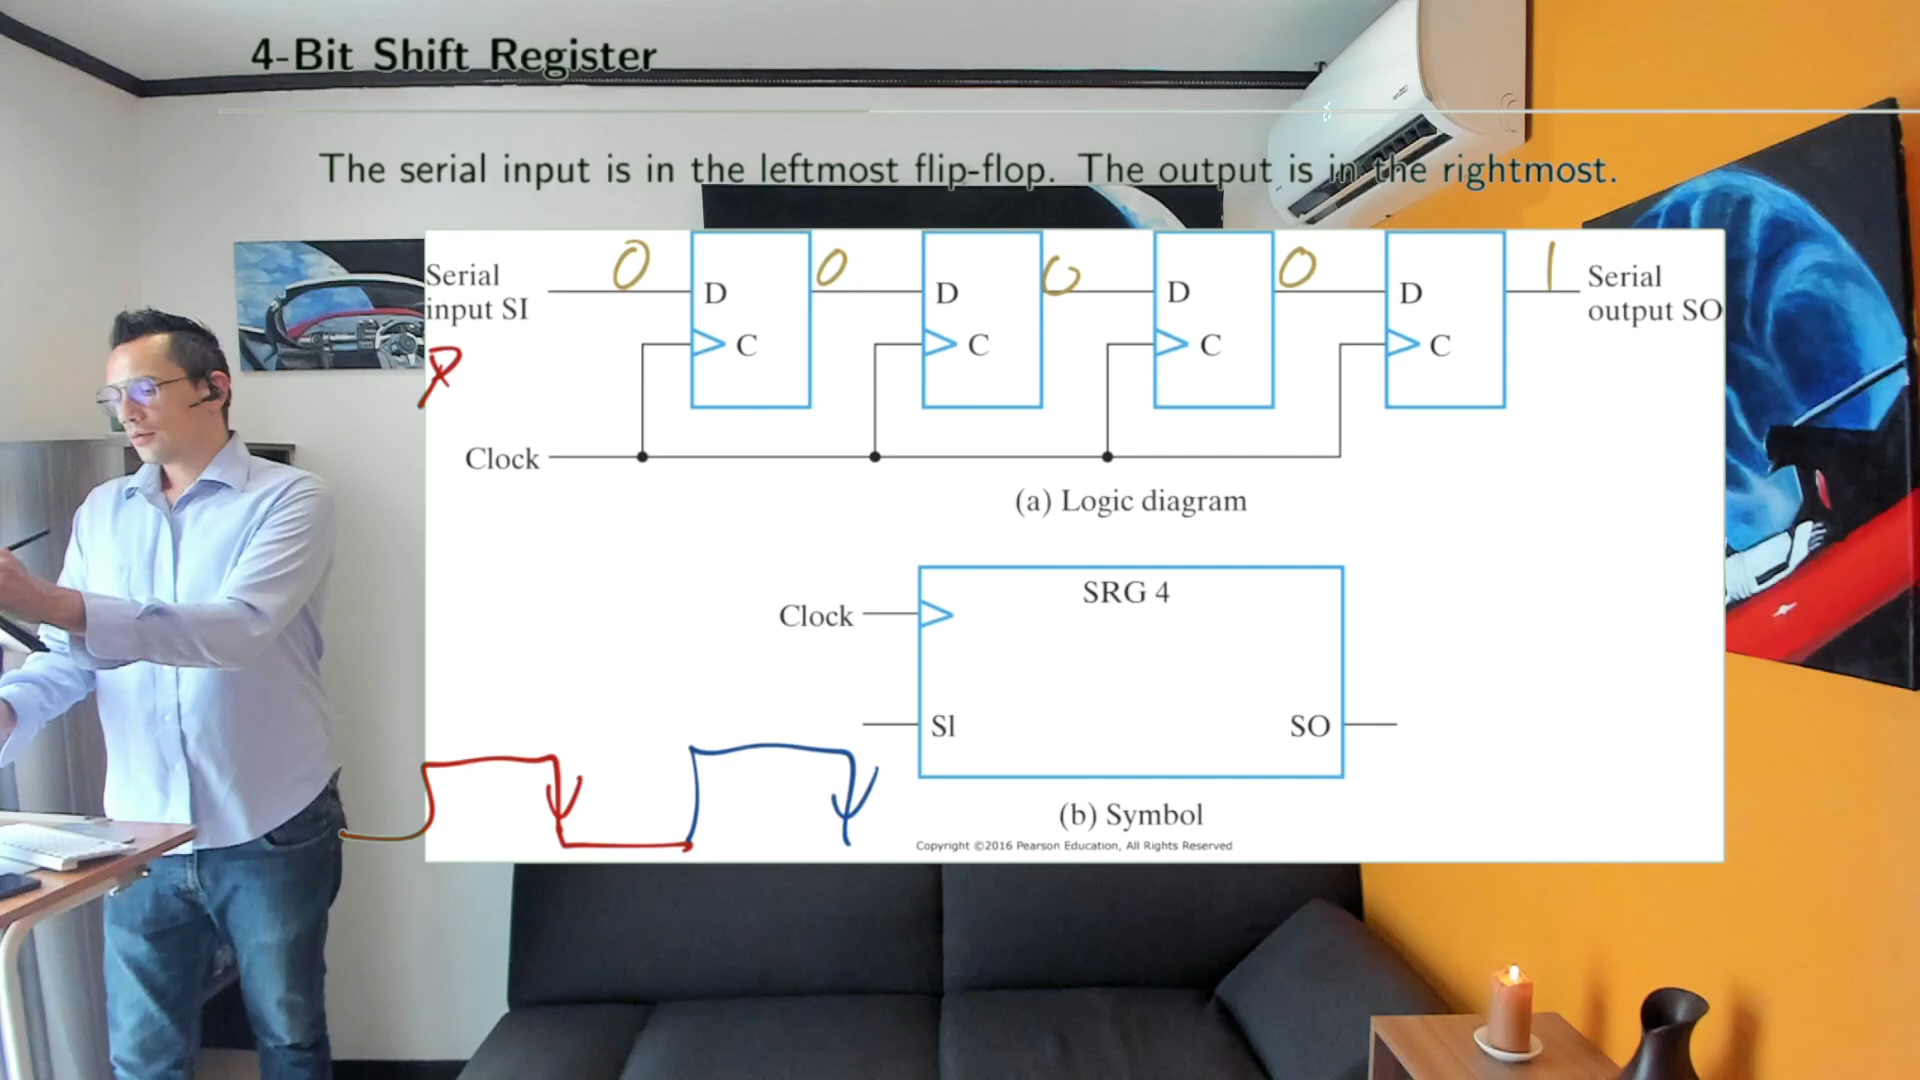 4-Bit Shift Register
The serial input is in the leftmost flip-flop. The output is in the rightmost.
0 0 0 0 1
Serial
input SI
D D D D
Serial
output SO
C C C C
Clock
(a) Logic diagram
SRG 4
Clock
SI SO
(b) Symbol
Copyright ©2016 Pearson Education, All Rights Reserved